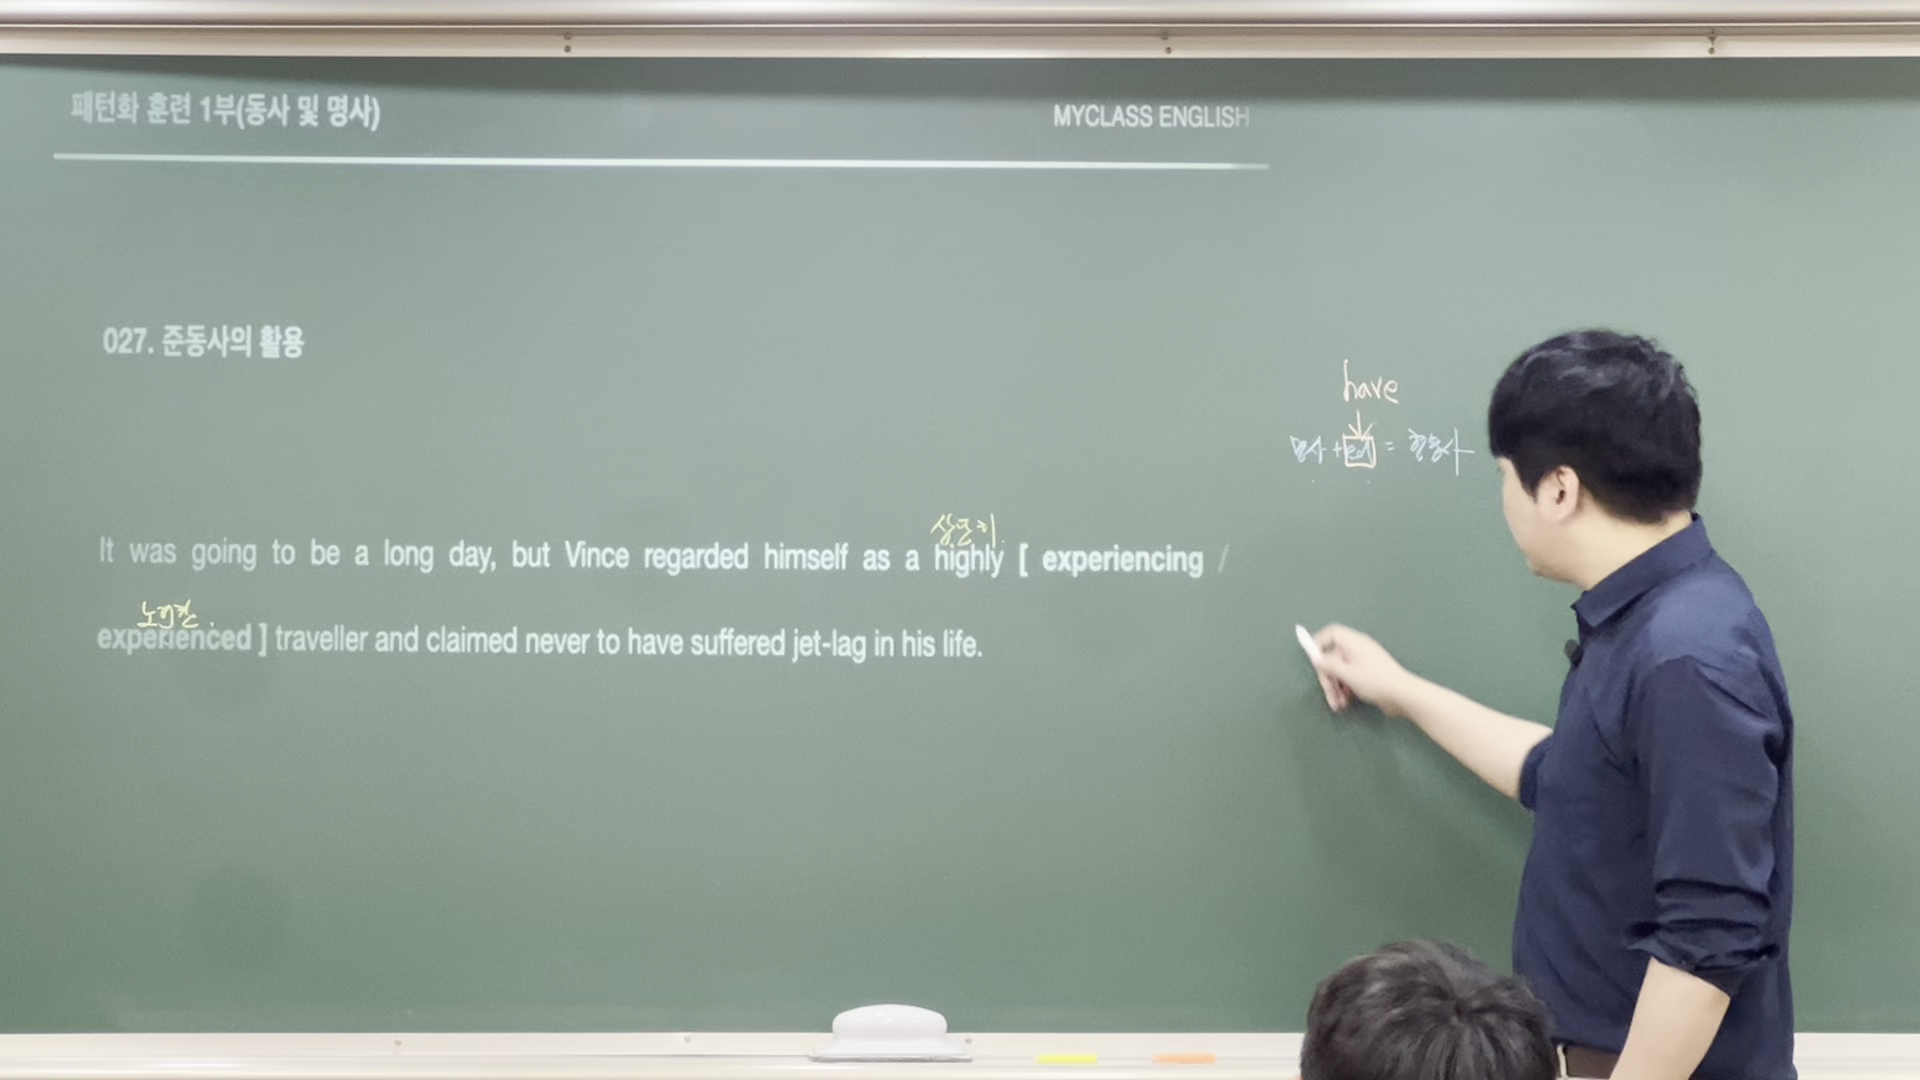 패턴화 훈련 1부(동사 및 명사)
MYCLASS ENGLISH
027. 준동사의 활용
have
명사 + ed = 형용사
상당히
It was going to be a long day, but Vince regarded himself as a highly [ experiencing /
노련한
experienced ] traveller and claimed never to have suffered jet-lag in his life.